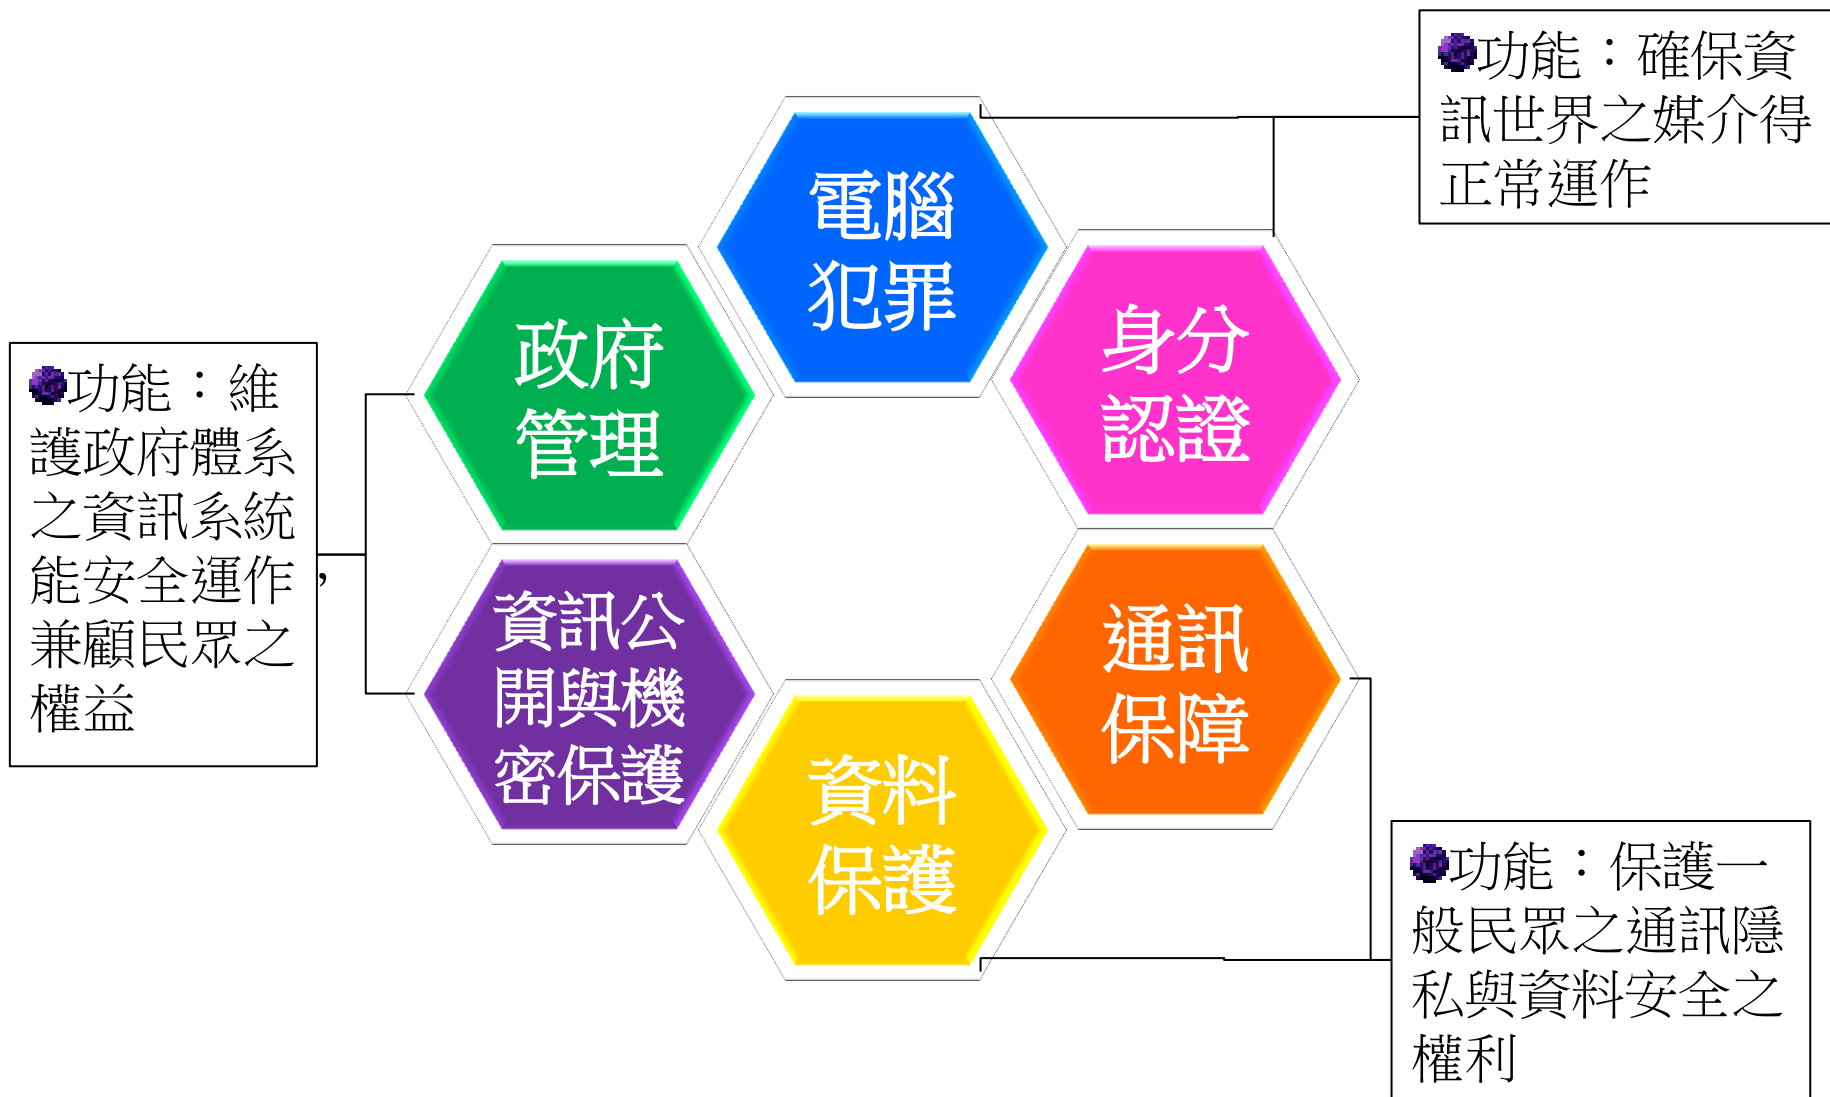 功能：確保資
訊世界之媒介得
正常運作
電腦
犯罪
身分
認證
政府
管理
功能：維
護政府體系
之資訊系統
能安全運作，
兼顧民眾之
權益
資訊公
開與機
密保護
通訊
保障
資料
保護
功能：保護一
般民眾之通訊隱
私與資料安全之
權利